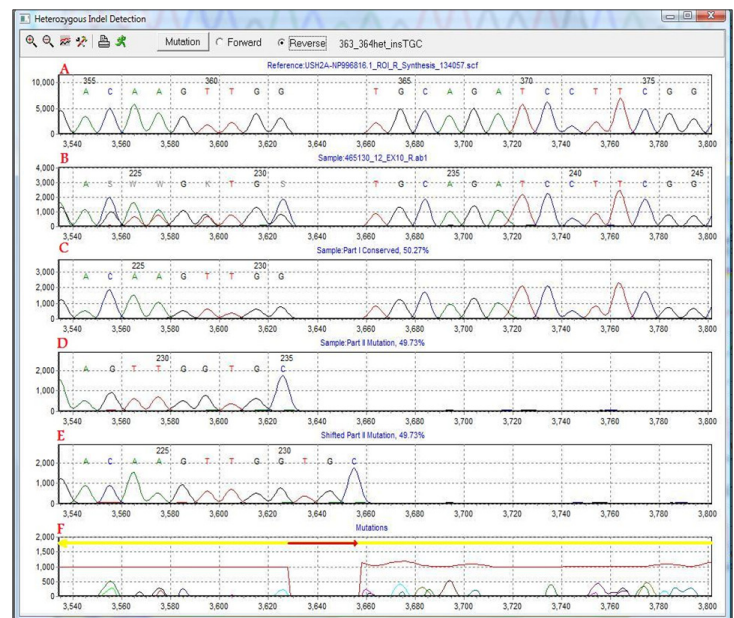 Heterozygous Indel Detection
Mutation Forward Reverse 363_364het_insTGC
A Reference:USH2A-NP996816.1_ROI_R_Synthesis_134057.scf
355 360 365 370 375
10,000
A C A A G T T G G T G C A G A T C C T T C G G
5,000
0
3,540 3,560 3,580 3,600 3,620 3,640 3,660 3,680 3,700 3,720 3,740 3,760 3,780 3,800
B Sample:465130_12_EX10_R.ab1
4,000 225 230 235 240 245
3,000 A S W W G K T G S T G C A G A T C C T T C G G
2,000
1,000
0
3,540 3,560 3,580 3,600 3,620 3,640 3,660 3,680 3,700 3,720 3,740 3,760 3,780 3,800
C Sample:Part I Conserved, 50.27%
225 230
3,000 A C A A G T T G G
2,000
1,000
0
3,540 3,560 3,580 3,600 3,620 3,640 3,660 3,680 3,700 3,720 3,740 3,760 3,780 3,800
D Sample:Part II Mutation, 49.73%
230 235
2,000 A G T T G G T G C
1,000
0
3,540 3,560 3,580 3,600 3,620 3,640 3,660 3,680 3,700 3,720 3,740 3,760 3,780 3,800
E Shifted Part II Mutation, 49.73%
225 230
2,000 A C A A G T T G G T G C
1,000
0
3,540 3,560 3,580 3,600 3,620 3,640 3,660 3,680 3,700 3,720 3,740 3,760 3,780 3,800
F Mutations
2,000
1,500
1,000
500
0
3,540 3,560 3,580 3,600 3,620 3,640 3,660 3,680 3,700 3,720 3,740 3,760 3,780 3,800